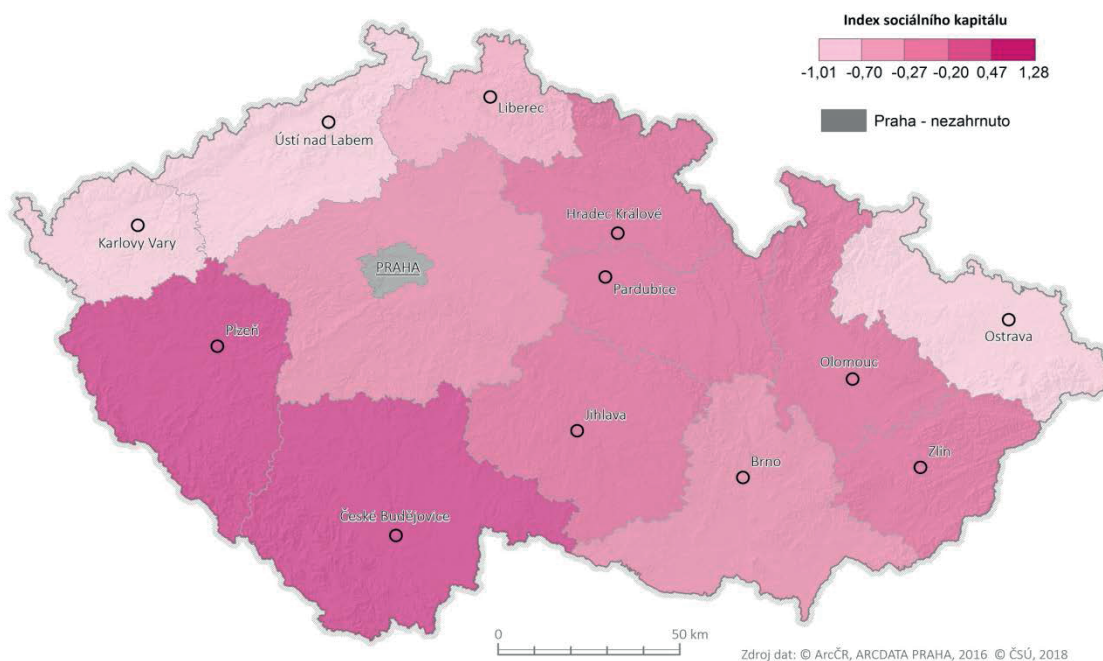 Index sociálního kapitálu
-1,01 -0,70 -0,27 -0,20 0,47 1,28
Praha - nezahrnuto
Liberec
Ústí nad Labem
Hradec Králové
Karlovy Vary
PRAHA
Pardubice
Plzeň
Ostrava
Olomouc
Jihlava
Zlín
Brno
České Budějovice
0 50 km
Zdroj dat: © ArcČR, ARCDATA PRAHA, 2016 © ČSÚ, 2018